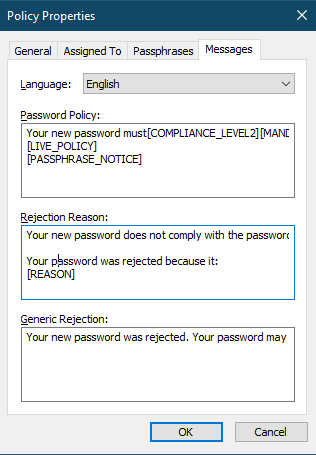 Policy Properties
General Assigned To Passphrases Messages
Language: English
Password Policy:
Your new password must[COMPLIANCE_LEVEL2][MAND
[LIVE_POLICY]
[PASSPHRASE_NOTICE]
Rejection Reason:
Your new password does not comply with the password
Your password was rejected because it:
[REASON]
Generic Rejection:
Your new password was rejected. Your password may
OK Cancel